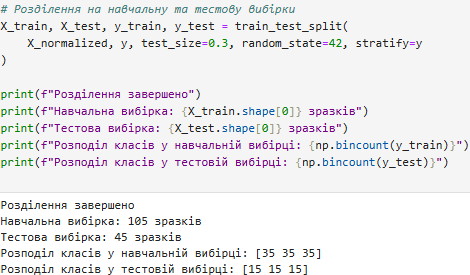 # Розділення на навчальну та тестову вибірки
X_train, X_test, y_train, y_test = train_test_split(
    X_normalized, y, test_size=0.3, random_state=42, stratify=y
)
print(f"Розділення завершено")
print(f"Навчальна вибірка: {X_train.shape[0]} зразків")
print(f"Тестова вибірка: {X_test.shape[0]} зразків")
print(f"Розподіл класів у навчальній вибірці: {np.bincount(y_train)}")
print(f"Розподіл класів у тестовій вибірці: {np.bincount(y_test)}")
Розділення завершено
Навчальна вибірка: 105 зразків
Тестова вибірка: 45 зразків
Розподіл класів у навчальній вибірці: [35 35 35]
Розподіл класів у тестовій вибірці: [15 15 15]